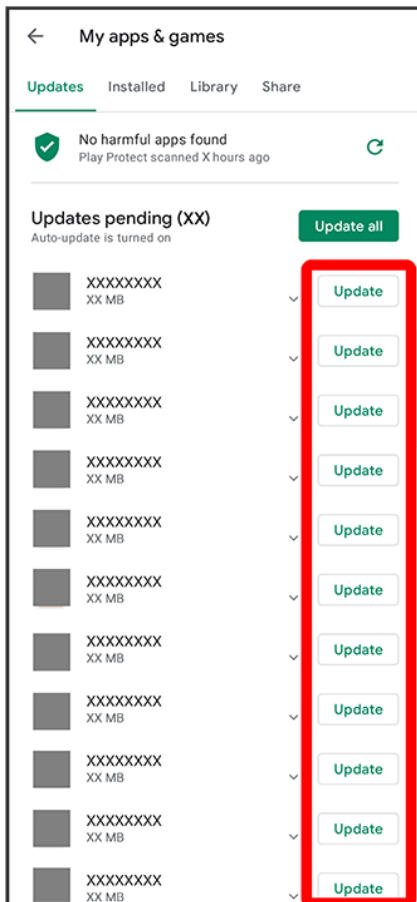 My apps & games
Updates Installed Library Share
No harmful apps found
Play Protect scanned X hours ago
Updates pending (XX)
Update all
Auto-update is turned on
XXXXXXXX
XX MB
Update
XXXXXXXX
XX MB
Update
XXXXXXXX
XX MB
Update
XXXXXXXX
XX MB
Update
XXXXXXXX
XX MB
Update
XXXXXXXX
XX MB
Update
XXXXXXXX
XX MB
Update
XXXXXXXX
XX MB
Update
XXXXXXXX
XX MB
Update
XXXXXXXX
XX MB
Update
XXXXXXXX
XX MB
Update